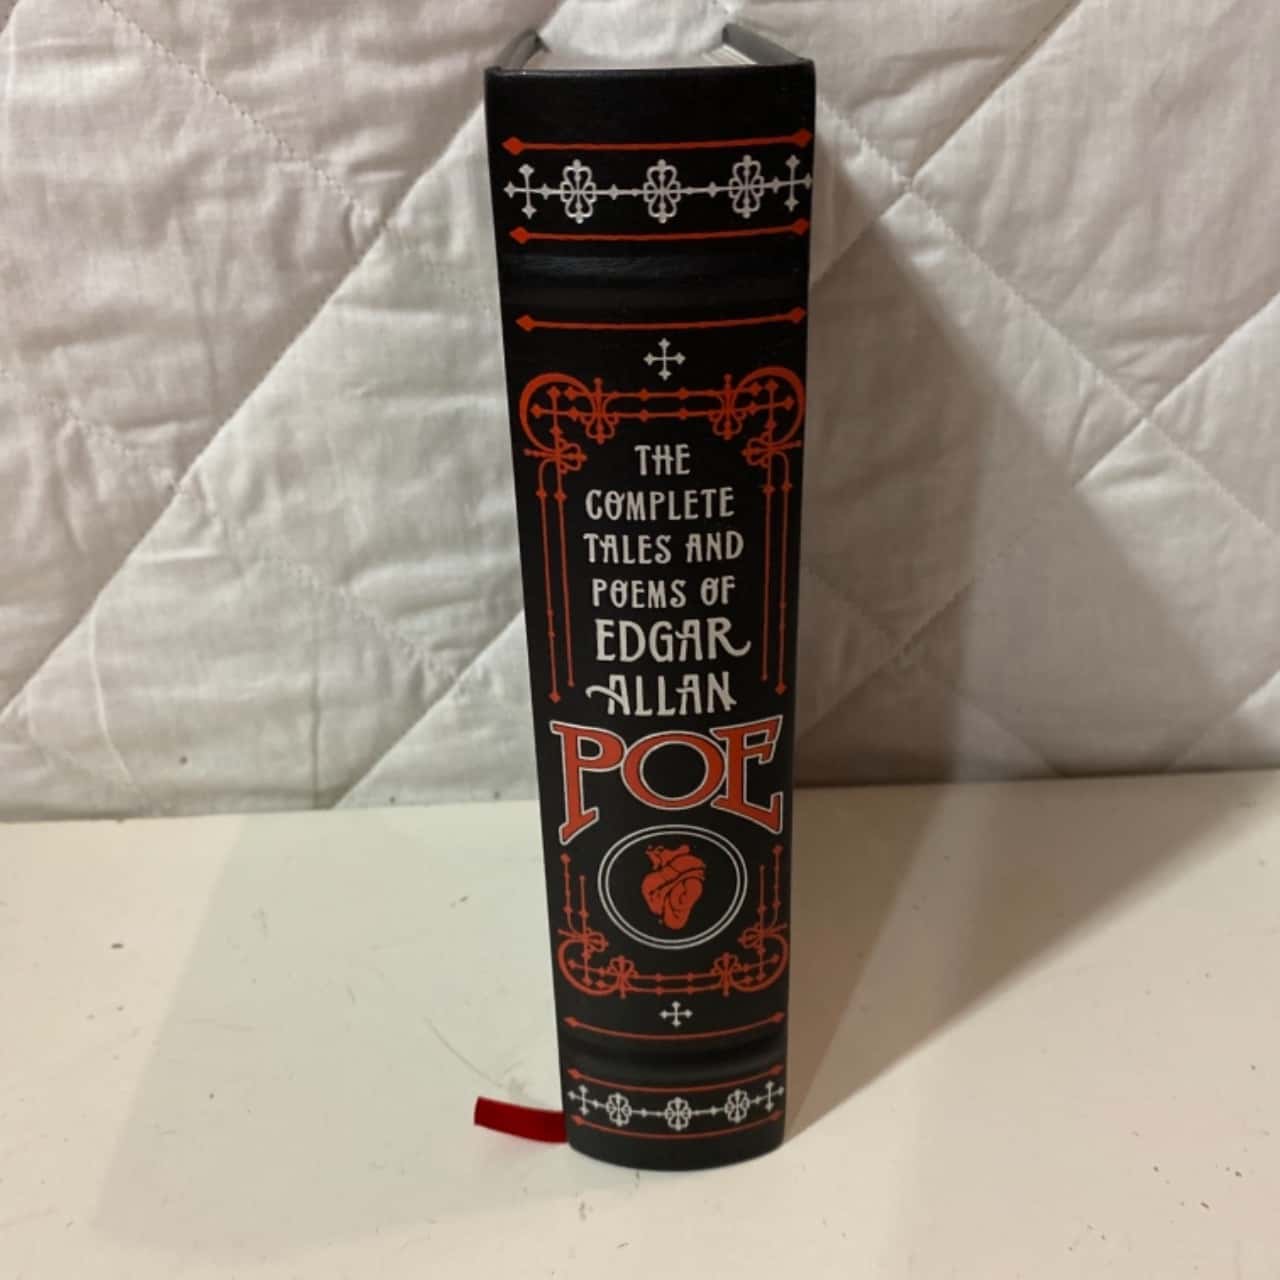 THE
COMPLETE
TALES AND
POEMS OF
EDGAR
ALLAN
POE